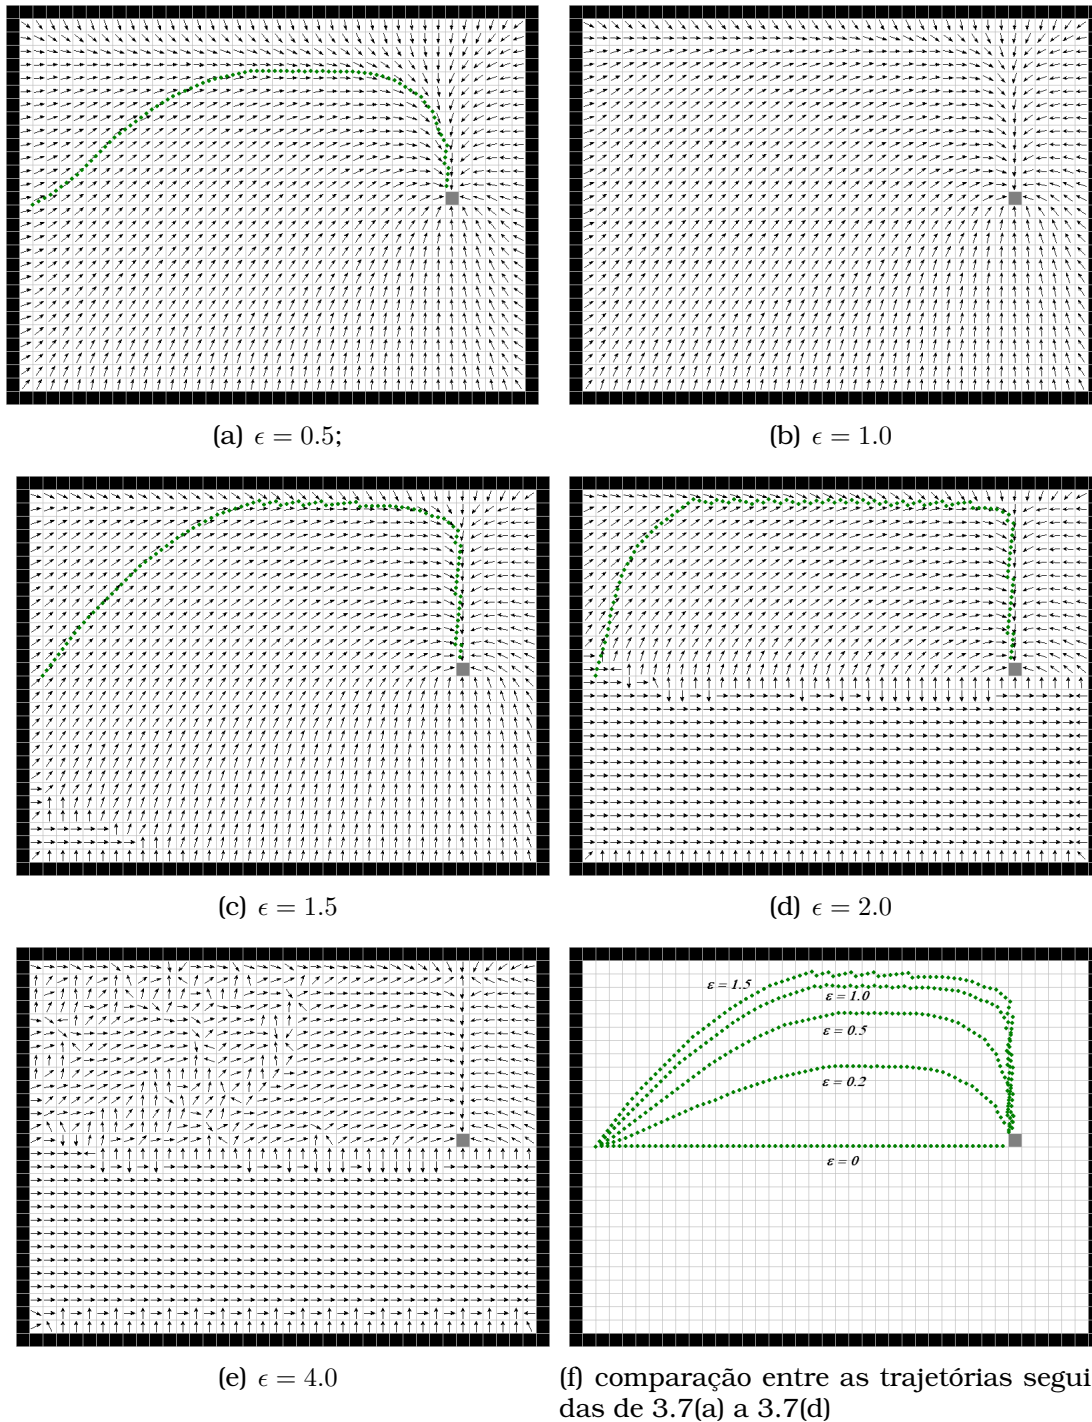 (a) ϵ = 0.5;
(b) ϵ = 1.0
(c) ϵ = 1.5
(d) ϵ = 2.0
ε = 1.5
ε = 1.0
ε = 0.5
ε = 0.2
ε = 0
(e) ϵ = 4.0
(f) comparação entre as trajetórias segui
das de 3.7(a) a 3.7(d)